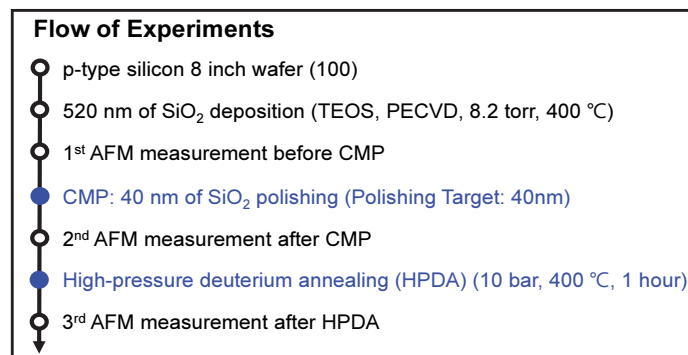 Flow of Experiments
p-type silicon 8 inch wafer (100)
520 nm of SiO₂ deposition (TEOS, PECVD, 8.2 torr, 400 ℃)
1ˢᵗ AFM measurement before CMP
CMP: 40 nm of SiO₂ polishing (Polishing Target: 40nm)
2ⁿᵈ AFM measurement after CMP
High-pressure deuterium annealing (HPDA) (10 bar, 400 ℃, 1 hour)
3ʳᵈ AFM measurement after HPDA